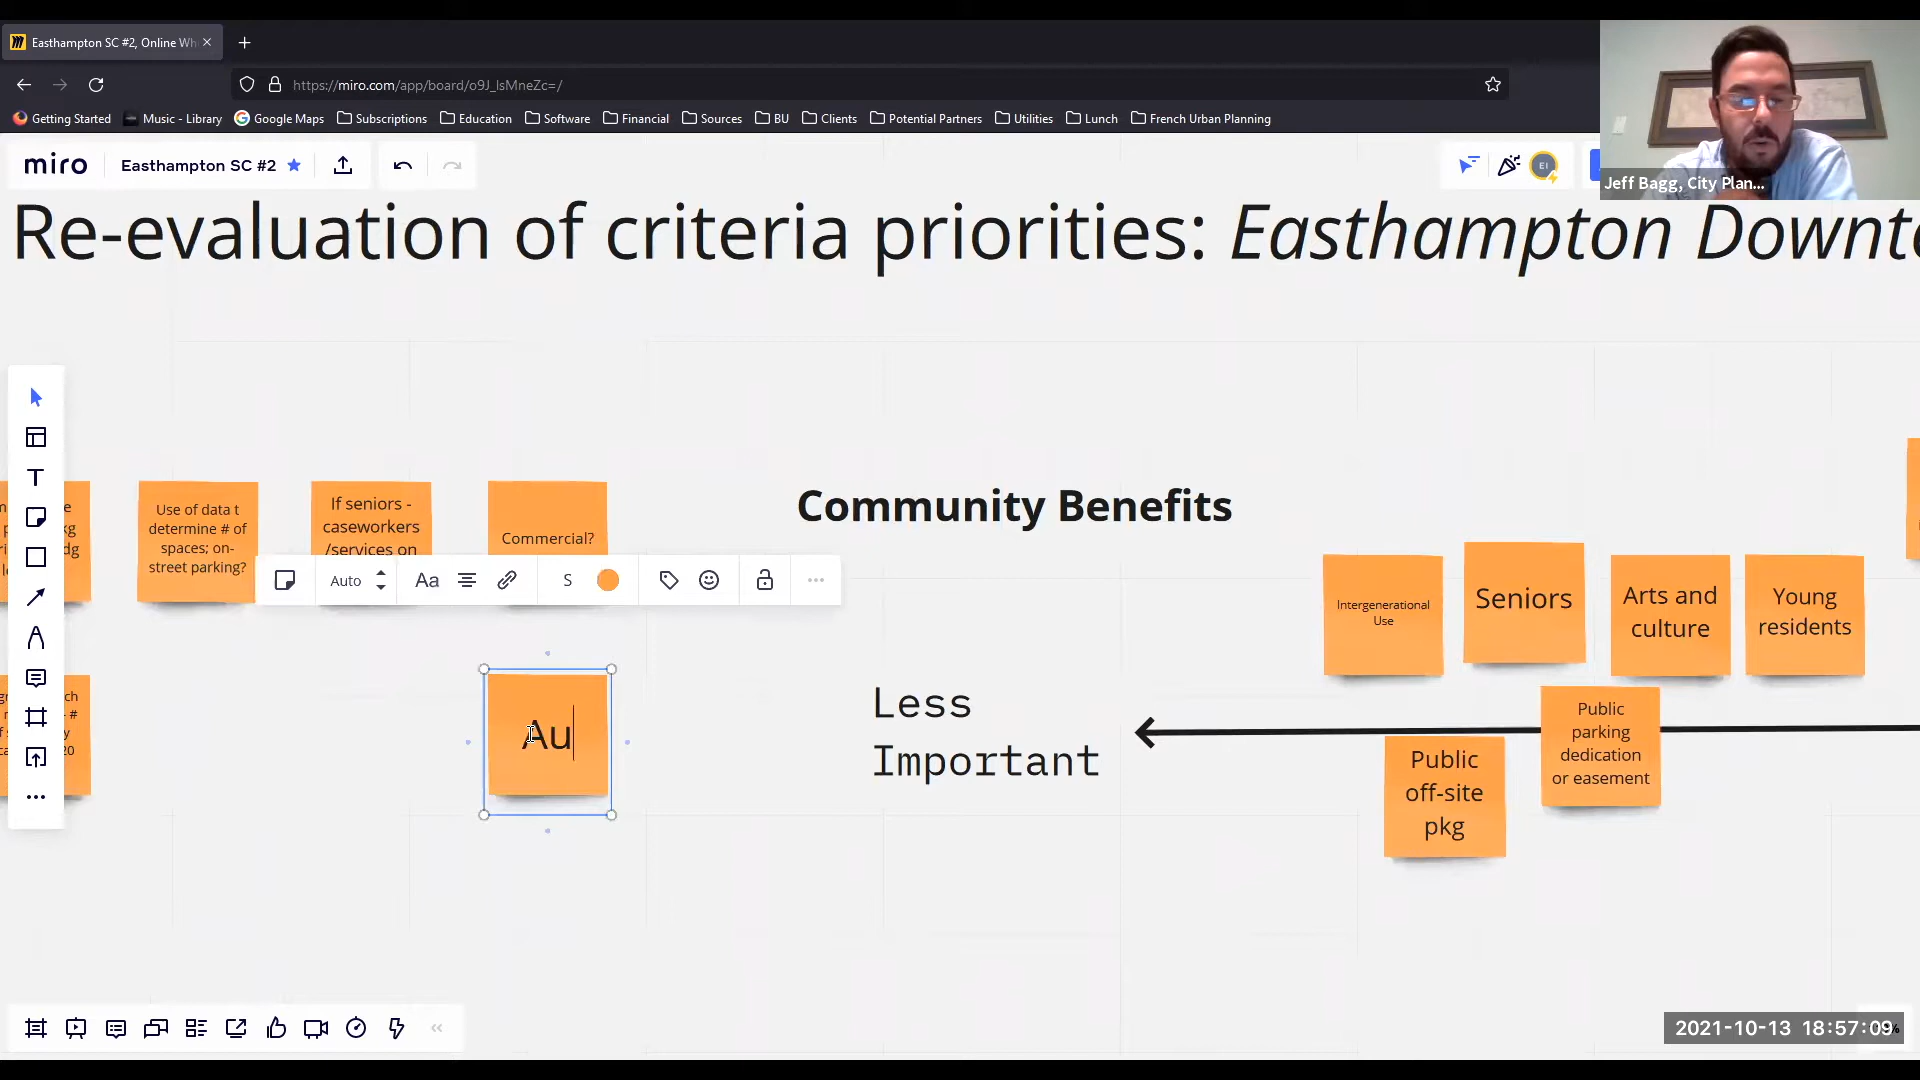 Easthampton SC #2, Online Wh
https://miro.com/app/board/o9J_lsMneZc=/
Getting Started
Music - Library
Google Maps
Subscriptions
Education
Software
Financial
Sources
BU
Clients
Potential Partners
Utilities
Lunch
French Urban Planning
miro
Easthampton SC #2
EI
Jeff Bagg, City Plan...
Re-evaluation of criteria priorities: Easthampton Downt
Use of data t
determine # of
spaces; on-
street parking?
If seniors -
caseworkers
/services on
Commercial?
Community Benefits
Auto
Aa
S
Intergenerational
Use
Seniors
Arts and
culture
Young
residents
Au
Less
Important
Public
parking
dedication
or easement
Public
off-site
pkg
2021-10-13 18:57:09